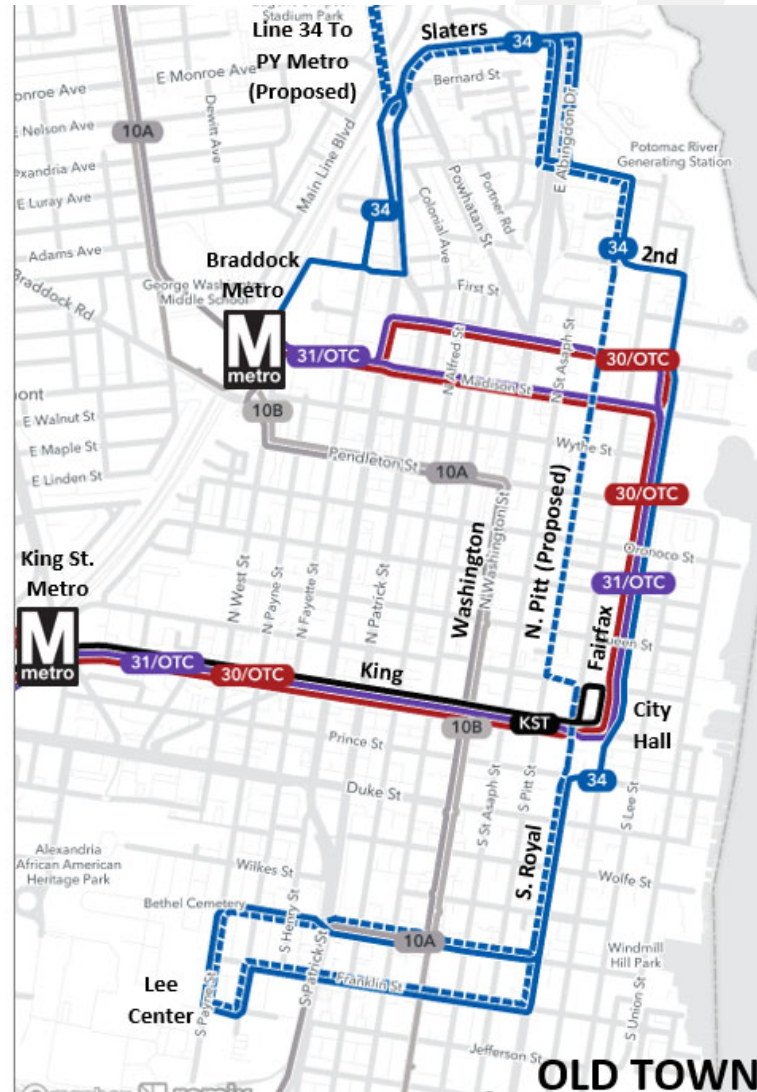 Stadium Park
Line 34 To
PY Metro
(Proposed)
Slaters
34
E Monroe Ave
Bernard St
onroe Ave
Dewitt Ave
E Nelson Ave
10A
Main Line Blvd
E Abingdon Dr
Potomac River
Generating Station
exandria Ave
Powhatan St
Portner Rd
E Luray Ave
34
Colonial Ave
Adams Ave
Braddock
Metro
34
2nd
Braddock Rd
George Washington
Middle School
First St
M
metro
31/OTC
N Alfred St
N St Asaph St
30/OTC
Madison St
mont
10B
E Walnut St
Wythe St
E Maple St
Pendleton St
10A
E Linden St
N Washington St
30/OTC
Washington
N. Pitt (Proposed)
Oronoco St
King St.
Metro
N West St
N Payne St
N Fayette St
N Patrick St
31/OTC
M
metro
Fairfax
ueen St
31/OTC
30/OTC
King
KST
City
Hall
10B
Prince St
34
Duke St
S St Asaph St
S Pitt St
S Lee St
Alexandria
African American
Heritage Park
Wilkes St
S. Royal
Wolfe St
Bethel Cemetery
S Henry St
10A
Windmill
Hill Park
S Patrick St
Lee
Center
S Payne St
Franklin St
S Union St
Jefferson St
OLD TOWN